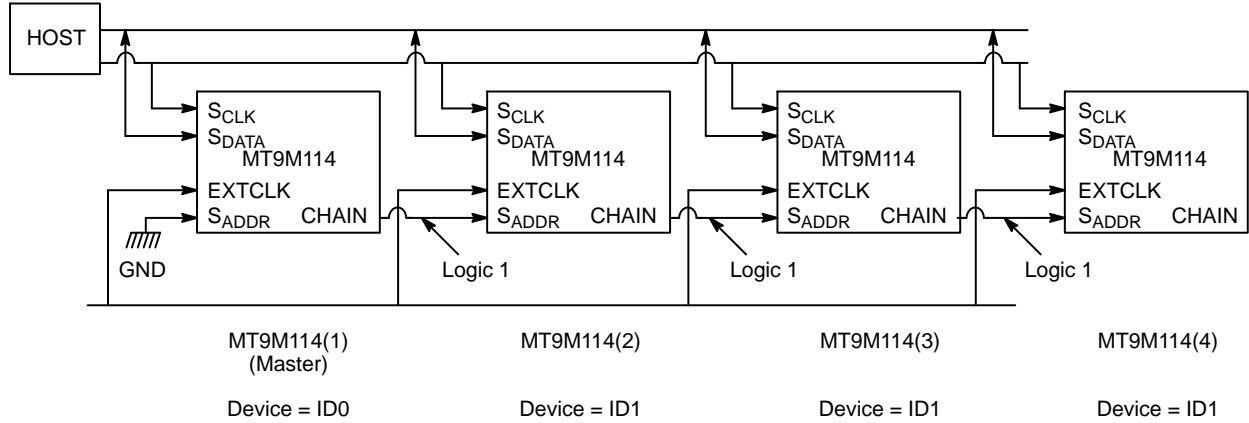 HOST
SCLK
SDATA
MT9M114
EXTCLK
SADDR CHAIN
SCLK
SDATA
MT9M114
EXTCLK
SADDR CHAIN
SCLK
SDATA
MT9M114
EXTCLK
SADDR CHAIN
SCLK
SDATA
MT9M114
EXTCLK
SADDR CHAIN
GND
Logic 1
Logic 1
Logic 1
MT9M114(1)
(Master)
MT9M114(2)
MT9M114(3)
MT9M114(4)
Device = ID0
Device = ID1
Device = ID1
Device = ID1